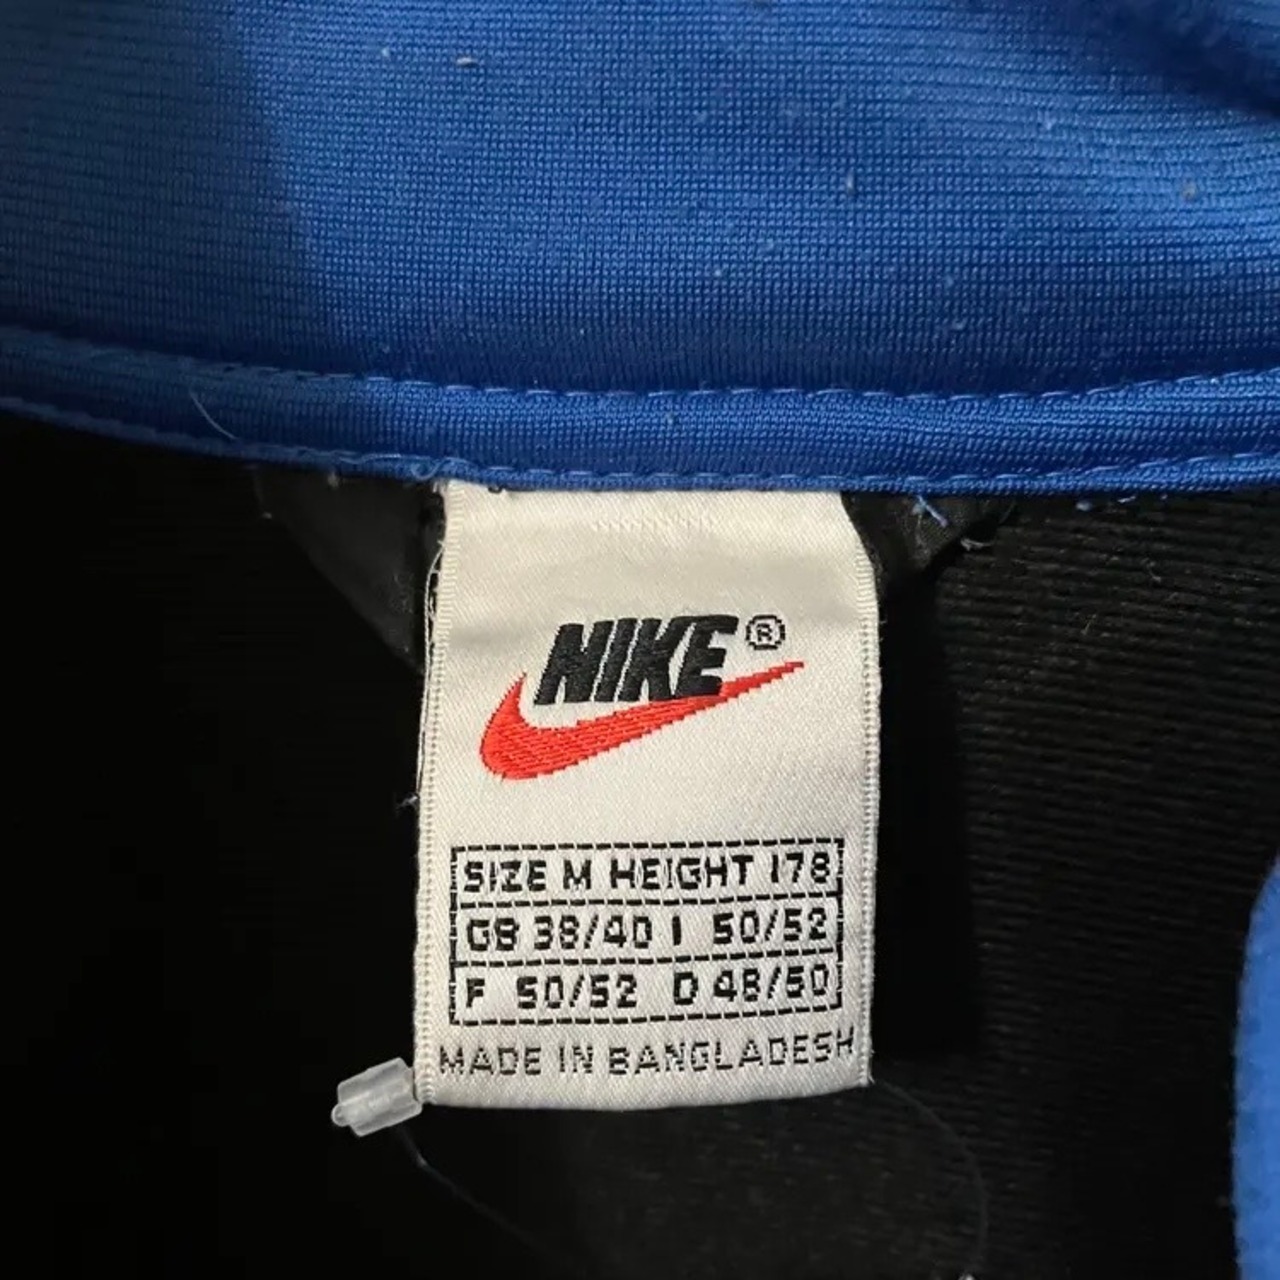 NIKE®
SIZE M HEIGHT 178
GB 38/40 I 50/52
F 50/52 D 48/50
MADE IN BANGLADESH